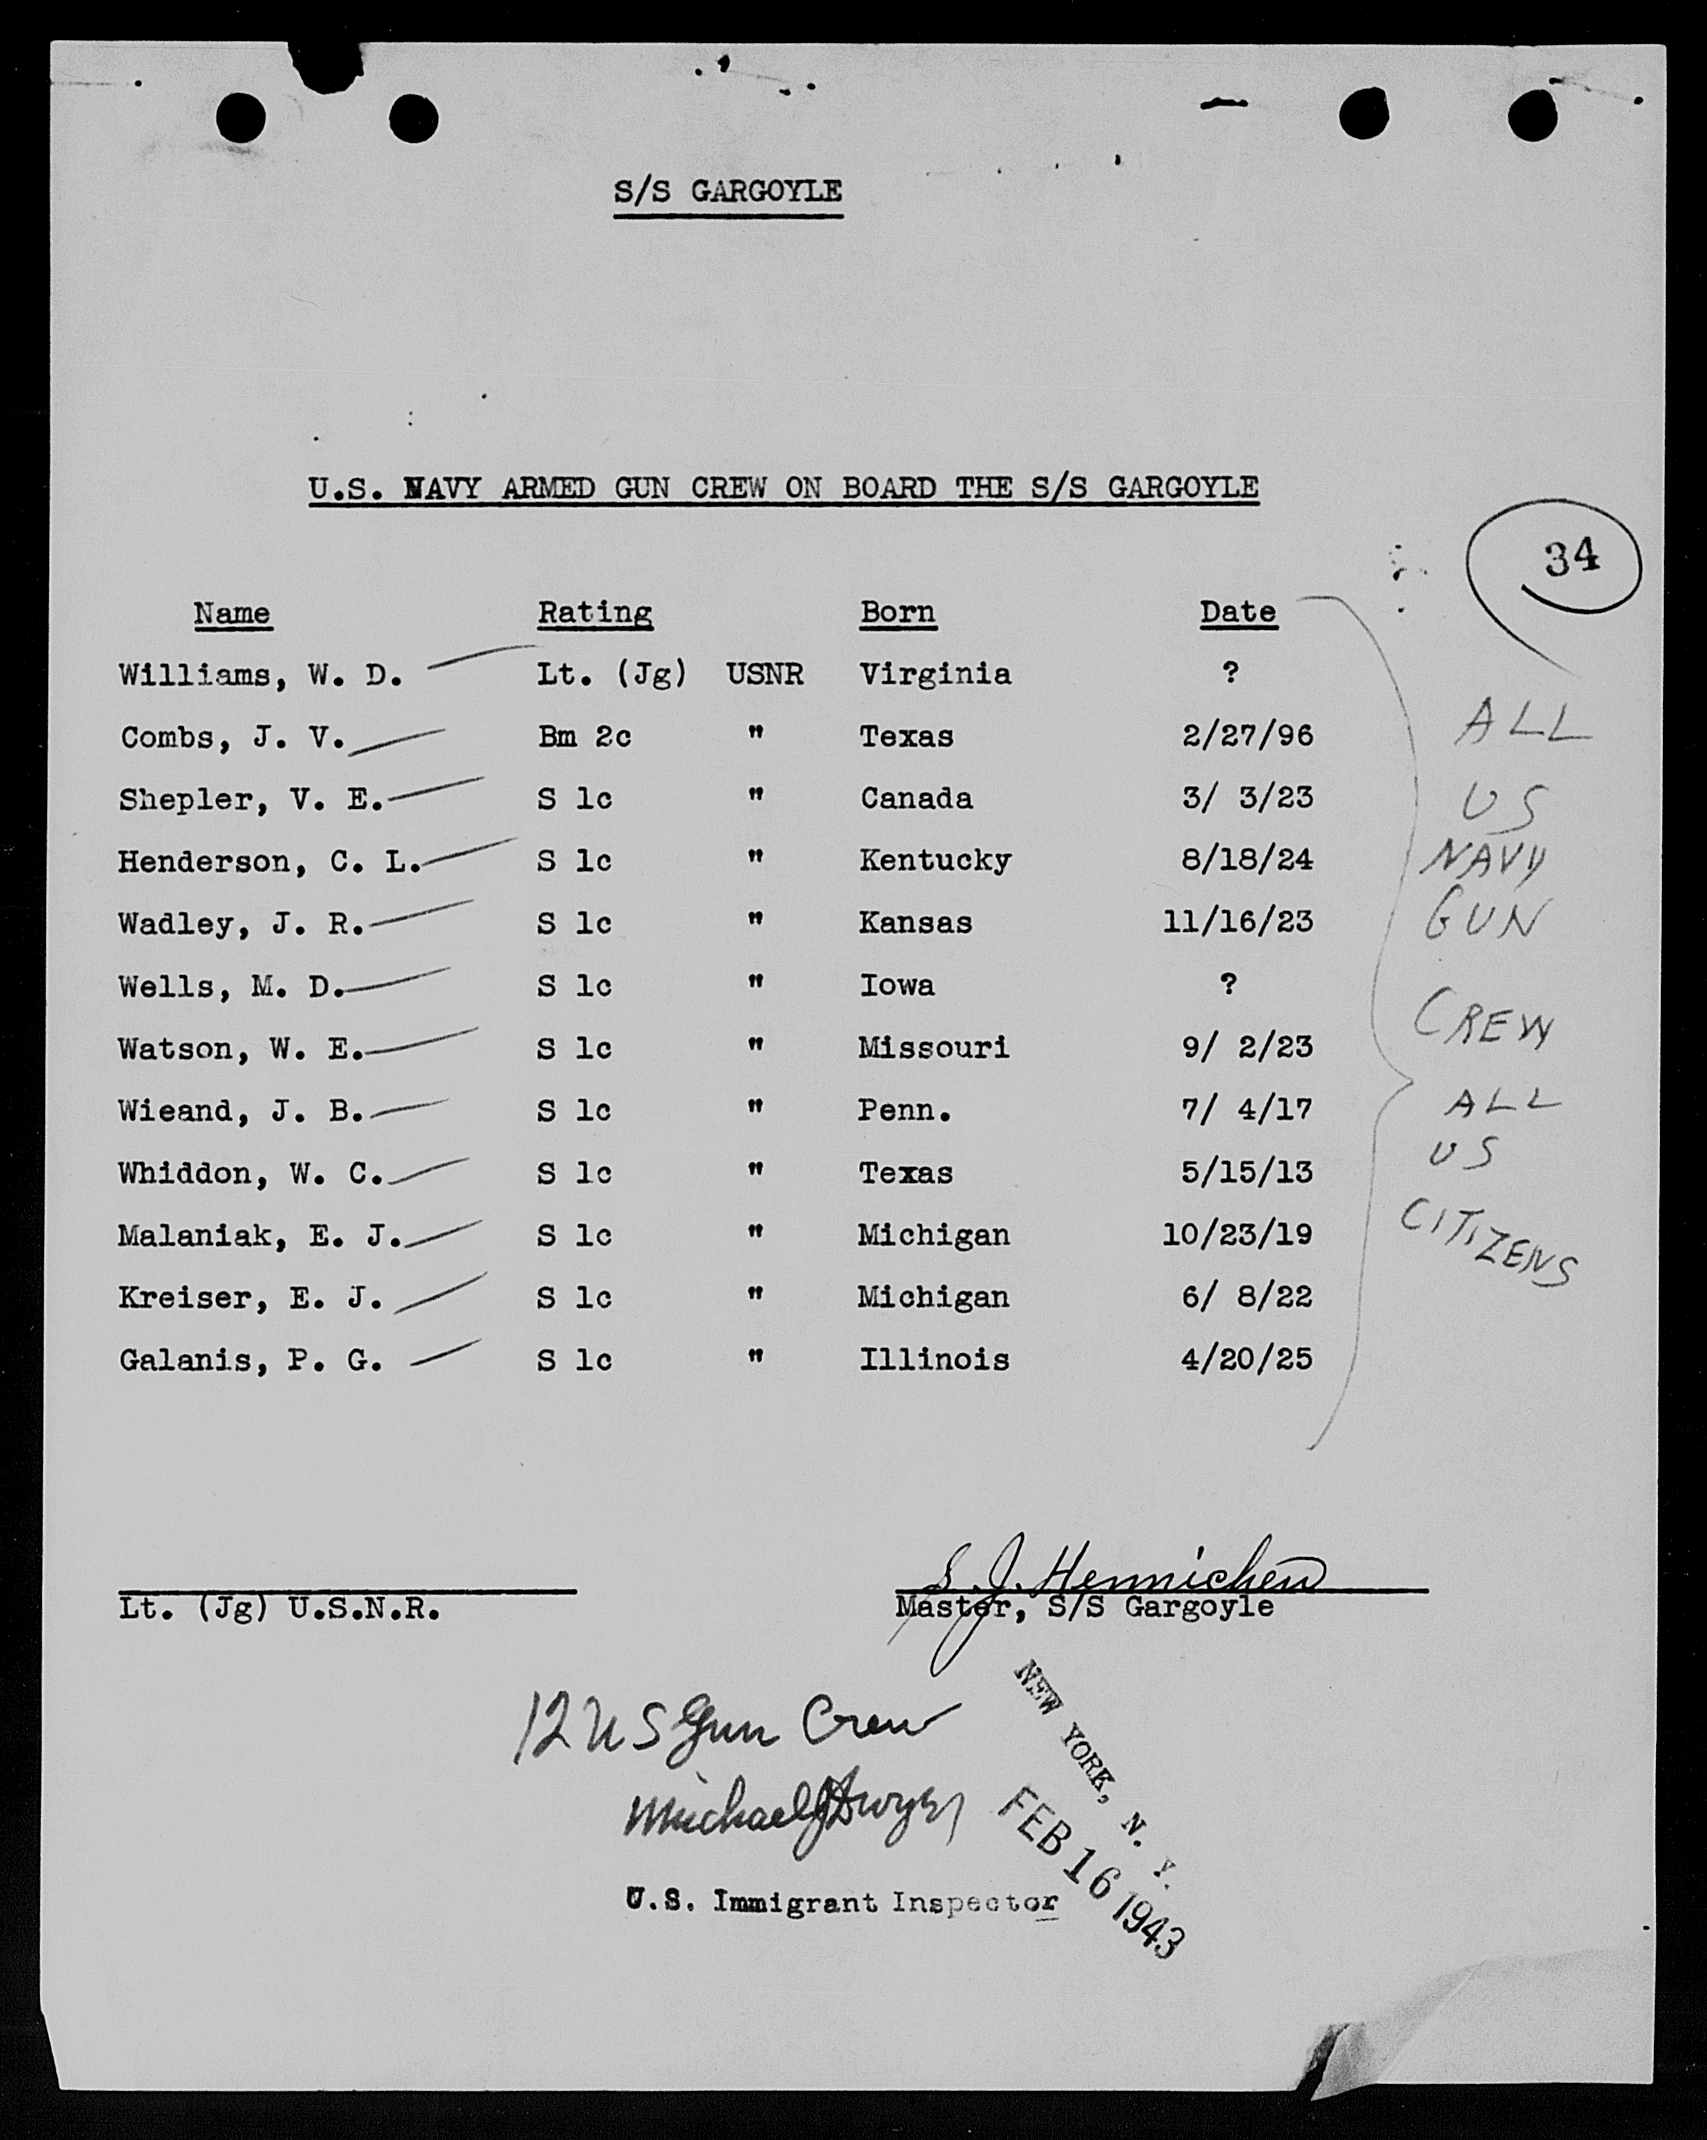 S/S GARGOYLE
U.S. NAVY ARMED GUN CREW ON BOARD THE S/S GARGOYLE
34
Name Rating Born Date
Williams, W. D. Lt. (Jg) USNR Virginia ?
Combs, J. V. Bm 2c " Texas 2/27/96
Shepler, V. E. S 1c " Canada 3/ 3/23
Henderson, C. L. S 1c " Kentucky 8/18/24
Wadley, J. R. S 1c " Kansas 11/16/23
Wells, M. D. S 1c " Iowa ?
Watson, W. E. S 1c " Missouri 9/ 2/23
Wieand, J. B. S 1c " Penn. 7/ 4/17
Whiddon, W. C. S 1c " Texas 5/15/13
Malaniak, E. J. S 1c " Michigan 10/23/19
Kreiser, E. J. S 1c " Michigan 6/ 8/22
Galanis, P. G. S 1c " Illinois 4/20/25
ALL
US
NAVY
GUN
CREW
ALL
US
CITIZENS
S. J. Hennichen
Lt. (Jg) U.S.N.R. Master, S/S Gargoyle
12 US Gun Crew
Michael J Dwyer
U.S. Immigrant Inspector
NEW YORK, N. Y.
FEB 16 1943